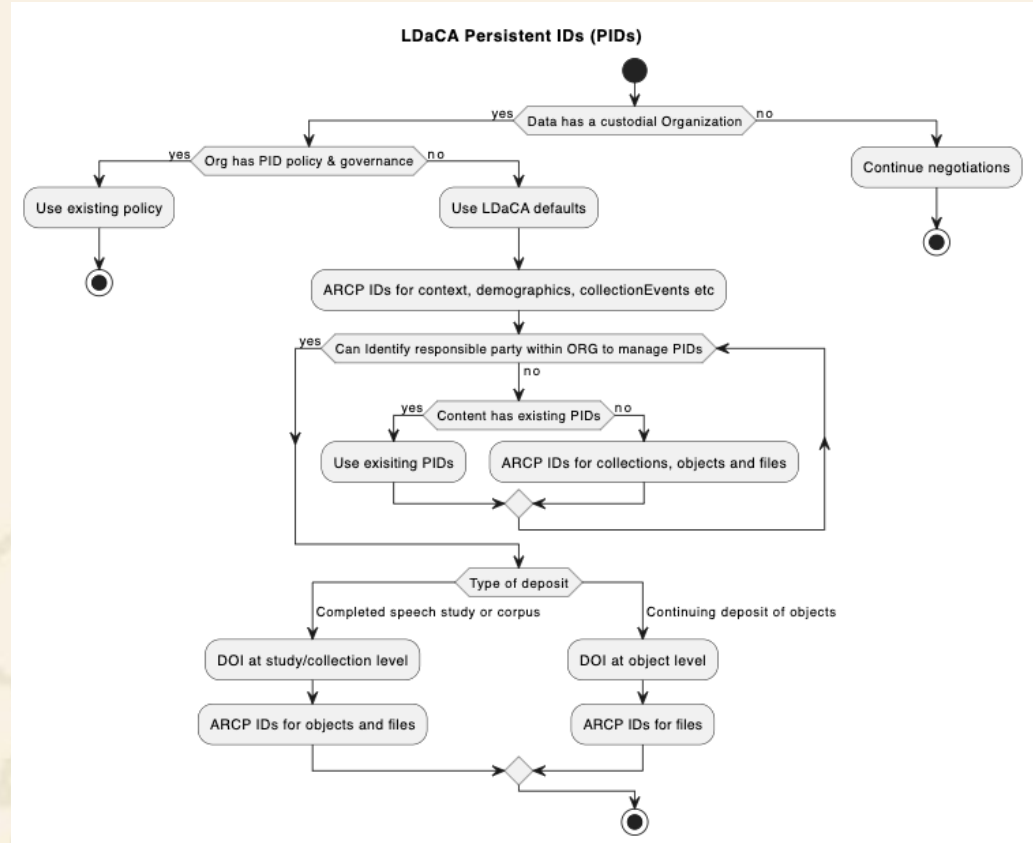 LDaCA Persistent IDs (PIDs)
yes
Data has a custodial Organization
no
yes
Org has PID policy & governance
no
Continue negotiations
Use existing policy
Use LDaCA defaults
ARCP IDs for context, demographics, collectionEvents etc
yes
Can Identify responsible party within ORG to manage PIDs
no
yes
Content has existing PIDs
no
Use exisiting PIDs
ARCP IDs for collections, objects and files
Type of deposit
Completed speech study or corpus
Continuing deposit of objects
DOI at study/collection level
DOI at object level
ARCP IDs for objects and files
ARCP IDs for files